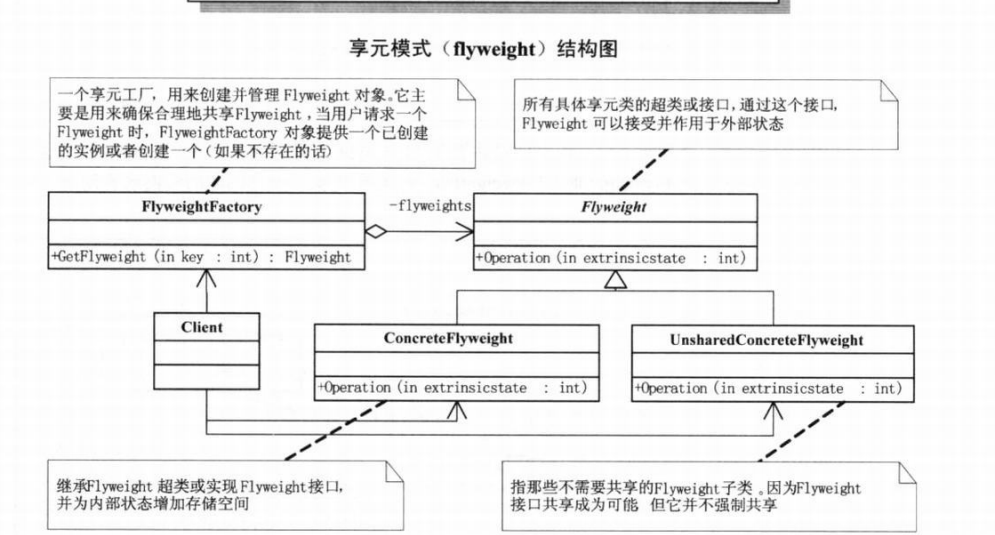 享元模式（flyweight）结构图
一个享元工厂，用来创建并管理Flyweight 对象。它主
要是用来确保合理地共享Flyweight，当用户请求一个
Flyweight 时，FlyweightFactory 对象提供一个已创建
的实例或者创建一个（如果不存在的话）
所有具体享元类的超类或接口，通过这个接口，
Flyweight 可以接受并作用于外部状态
FlyweightFactory
+GetFlyweight (in key : int) : Flyweight
-flyweights
Flyweight
+Operation (in extrinsicstate : int)
Client
ConcreteFlyweight
+Operation (in extrinsicstate : int)
UnsharedConcreteFlyweight
+Operation (in extrinsicstate : int)
继承Flyweight 超类或实现Flyweight接口，
并为内部状态增加存储空间
指那些不需要共享的Flyweight子类。因为Flyweight
接口共享成为可能 但它并不强制共享